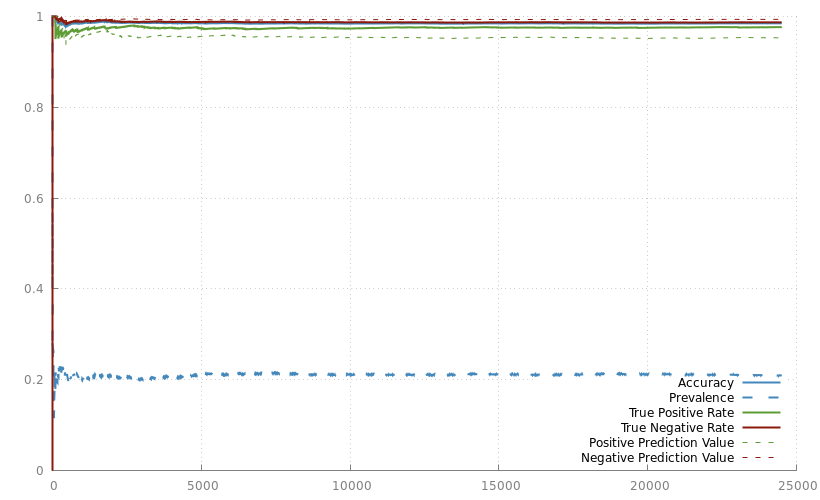 1
0.8
0.6
0.4
0.2
0
Accuracy
Prevalence
True Positive Rate
True Negative Rate
Positive Prediction Value
Negative Prediction Value
0 5000 10000 15000 20000 25000